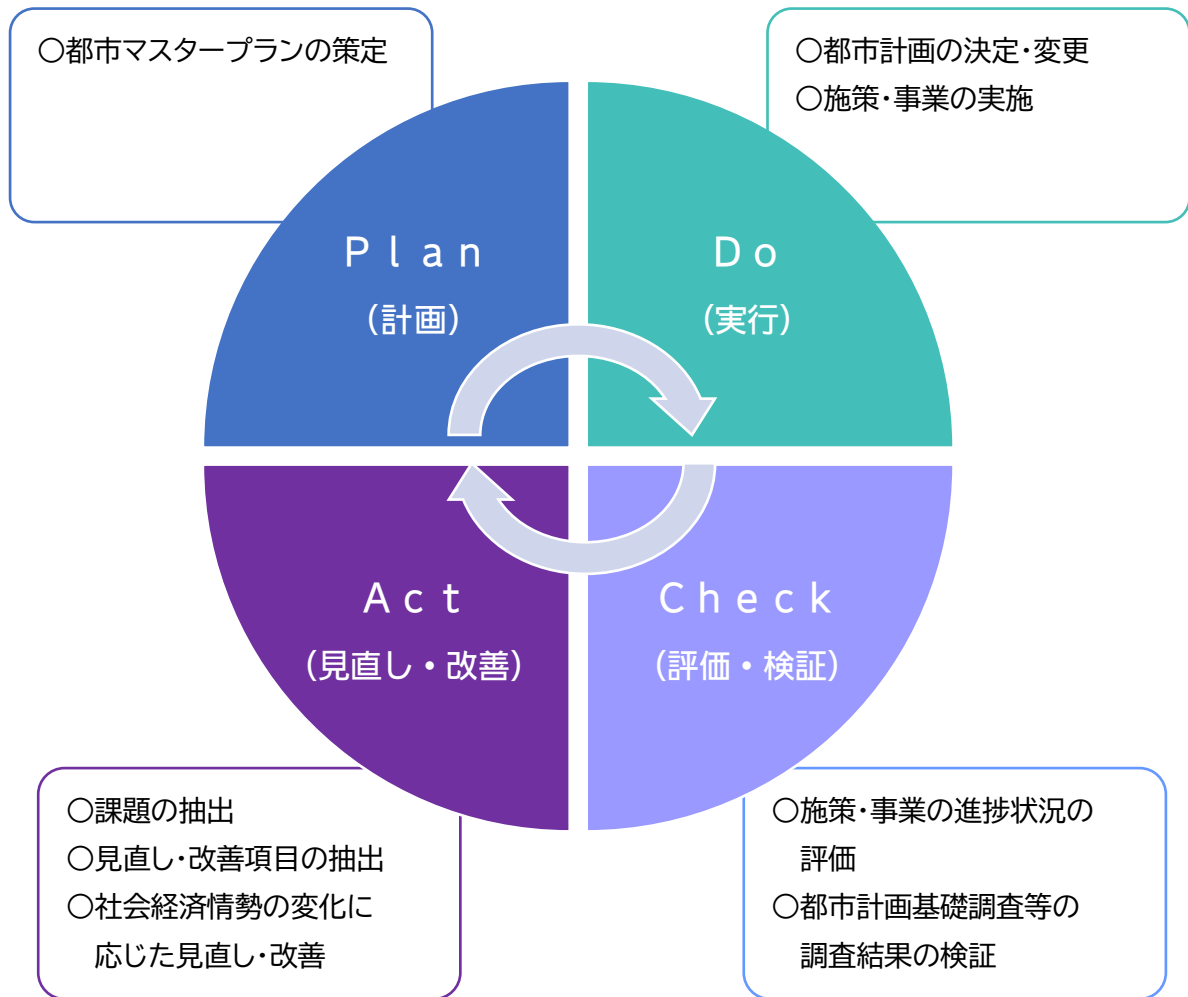 ○都市マスタープランの策定
○都市計画の決定・変更
○施策・事業の実施
Plan
(計画)
Do
(実行)
Act
(見直し・改善)
Check
(評価・検証)
○課題の抽出
○見直し・改善項目の抽出
○社会経済情勢の変化に
応じた見直し・改善
○施策・事業の進捗状況の
評価
○都市計画基礎調査等の
調査結果の検証